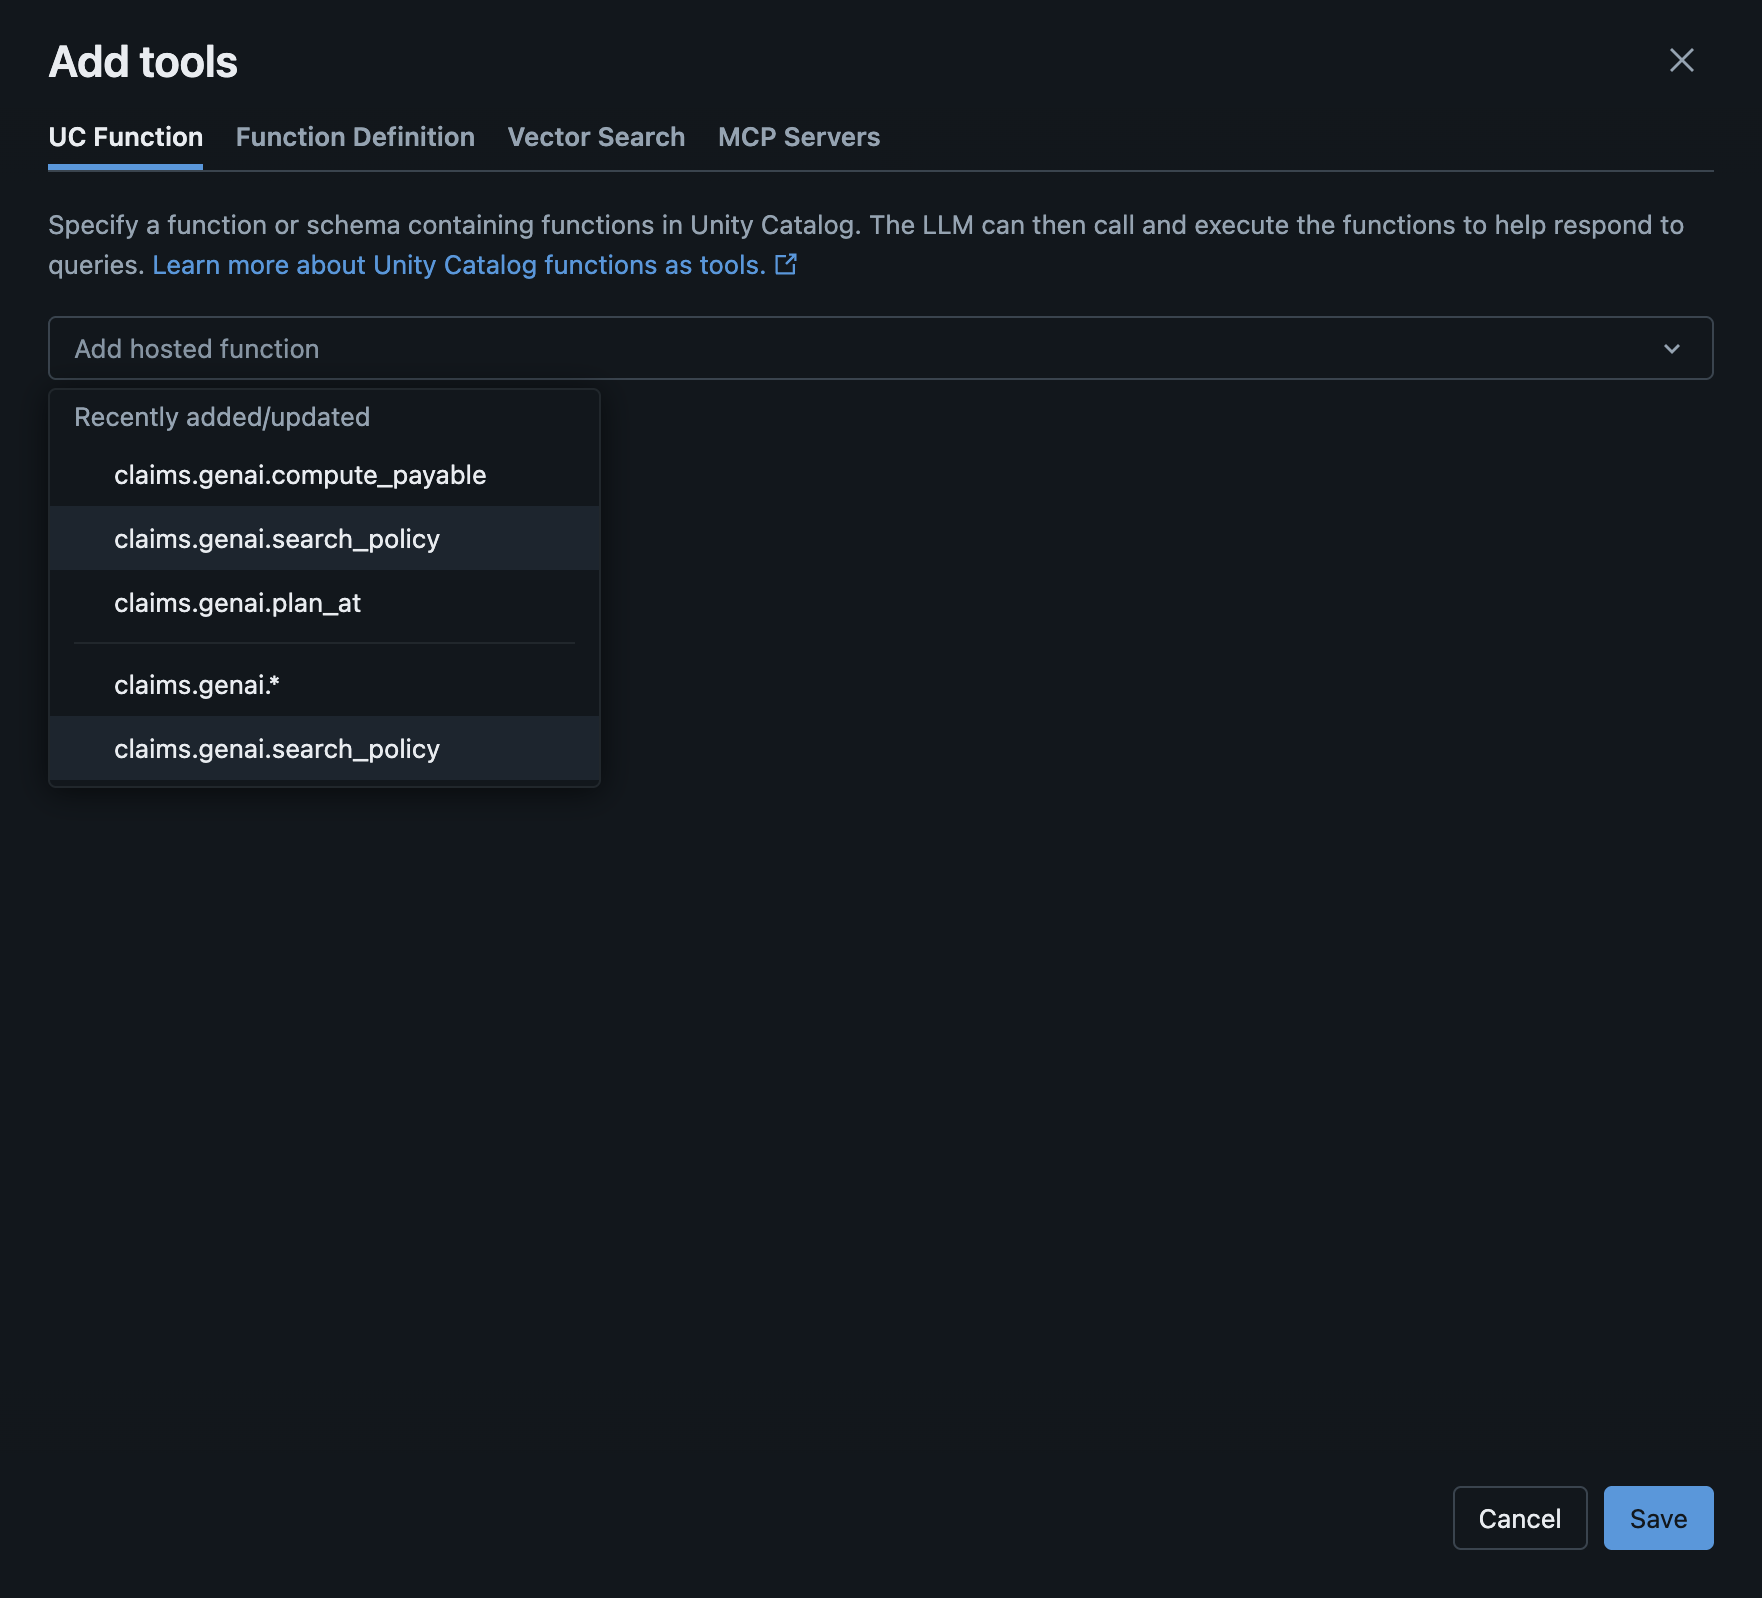 Add tools
UC Function Function Definition Vector Search MCP Servers
Specify a function or schema containing functions in Unity Catalog. The LLM can then call and execute the functions to help respond to
queries. Learn more about Unity Catalog functions as tools.
Add hosted function
Recently added/updated
claims.genai.compute_payable
claims.genai.search_policy
claims.genai.plan_at
claims.genai.*
claims.genai.search_policy
Cancel Save